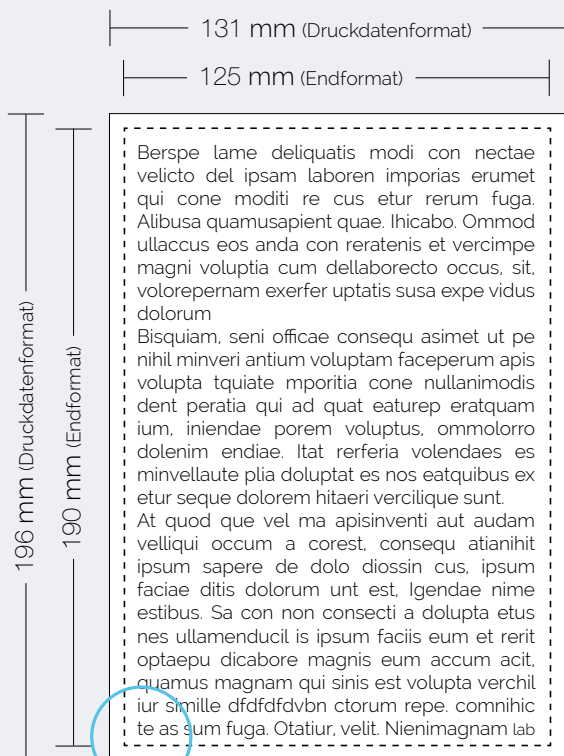 131 mm (Druckdatenformat)
125 mm (Endformat)
196 mm (Druckdatenformat)
190 mm (Endformat)
Berspe lame deliquatis modi con nectae
velicto del ipsam laboren imporias erumet
qui cone moditi re cus etur rerum fuga.
Alibusa quamusapient quae. Ihicabo. Ommod
ullaccus eos anda con reratenis et vercimpe
magni voluptia cum dellaborecto occus, sit,
volorepernam exerfer uptatis susa expe vidus
dolorum
Bisquiam, seni officae consequ asimet ut pe
nihil minveri antium voluptam faceperum apis
volupta tquiate mporitia cone nullanimodis
dent peratia qui ad quat eaturep eratquam
ium, iniendae porem voluptus, ommolorro
dolenim endiae. Itat rerferia volendaes es
minvellaute plia doluptat es nos eatquibus ex
etur seque dolorem hitaeri vercilique sunt.
At quod que vel ma apisinventi aut audam
velliqui occum a corest, consequ atianihit
ipsum sapere de dolo diossin cus, ipsum
faciae ditis dolorum unt est, Igendae nime
estibus. Sa con non consecti a dolupta etus
nes ullamenducil is ipsum faciis eum et rerit
optaepu dicabore magnis eum accum acit,
quamus magnam qui sinis est volupta verchil
iur simille dfdfdfdvbn ctorum repe. comnihic
te as sum fuga. Otatiur, velit. Nienimagnam lab